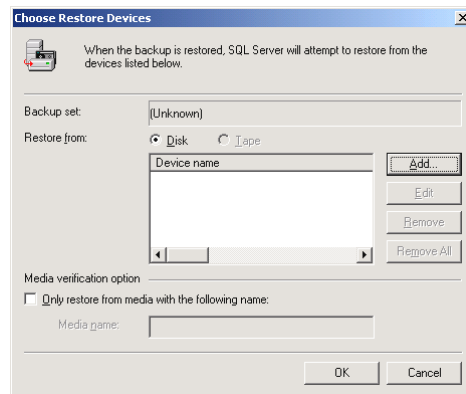 Choose Restore Devices
When the backup is restored, SQL Server will attempt to restore from the
devices listed below.
Backup set:
(Unknown)
Restore from:
Disk
Tape
Device name
Add...
Edit
Remove
Remove All
Media verification option
Only restore from media with the following name:
Media name:
OK
Cancel